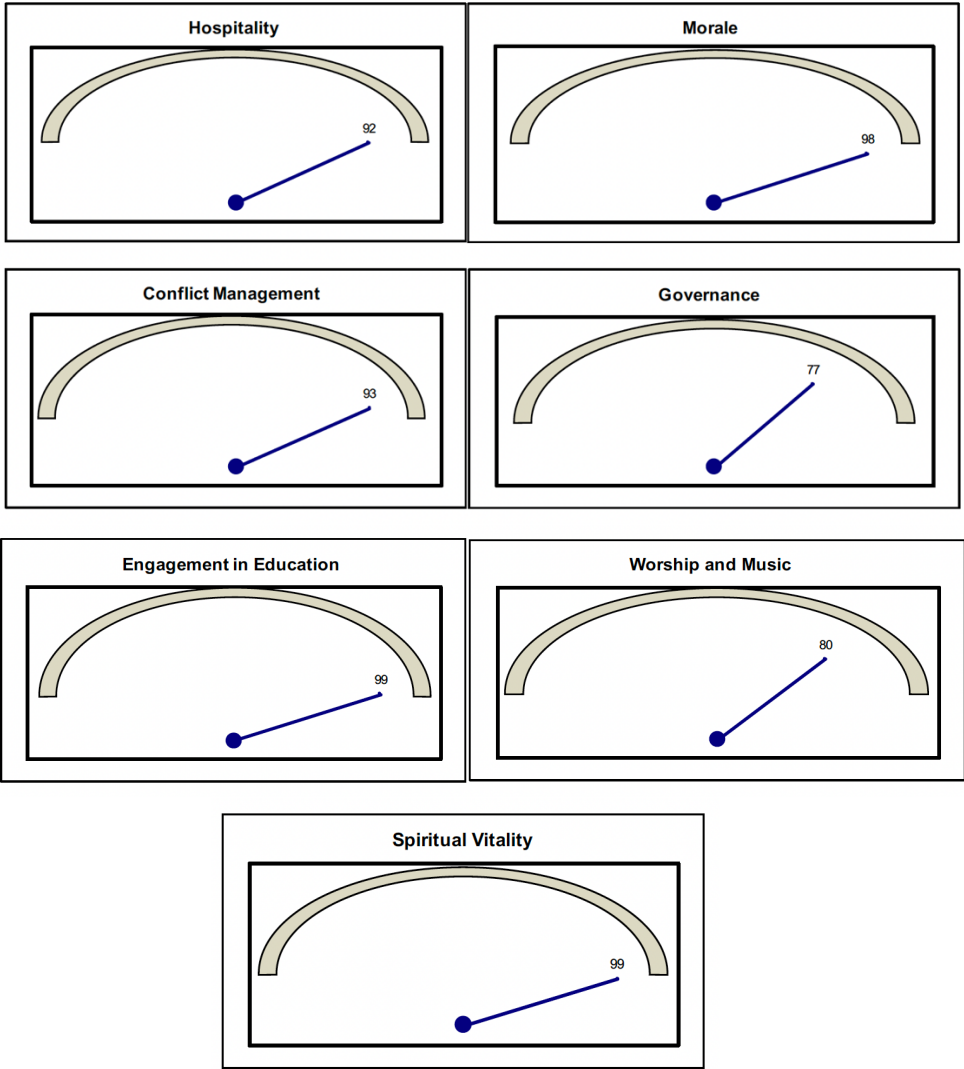 Hospitality
92
Morale
98
Conflict Management
93
Governance
77
Engagement in Education
99
Worship and Music
80
Spiritual Vitality
99